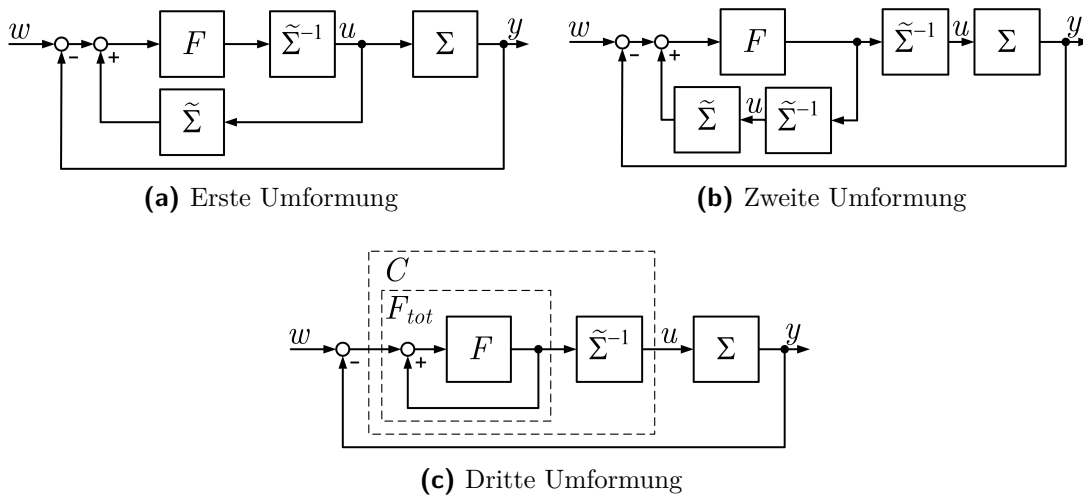 w - + F Σ̃⁻¹ u Σ y
Σ̃
(a) Erste Umformung
w - + F Σ̃⁻¹ u Σ y
Σ̃ u Σ̃⁻¹
(b) Zweite Umformung
C
F_tot
w - + F Σ̃⁻¹ u Σ y
(c) Dritte Umformung